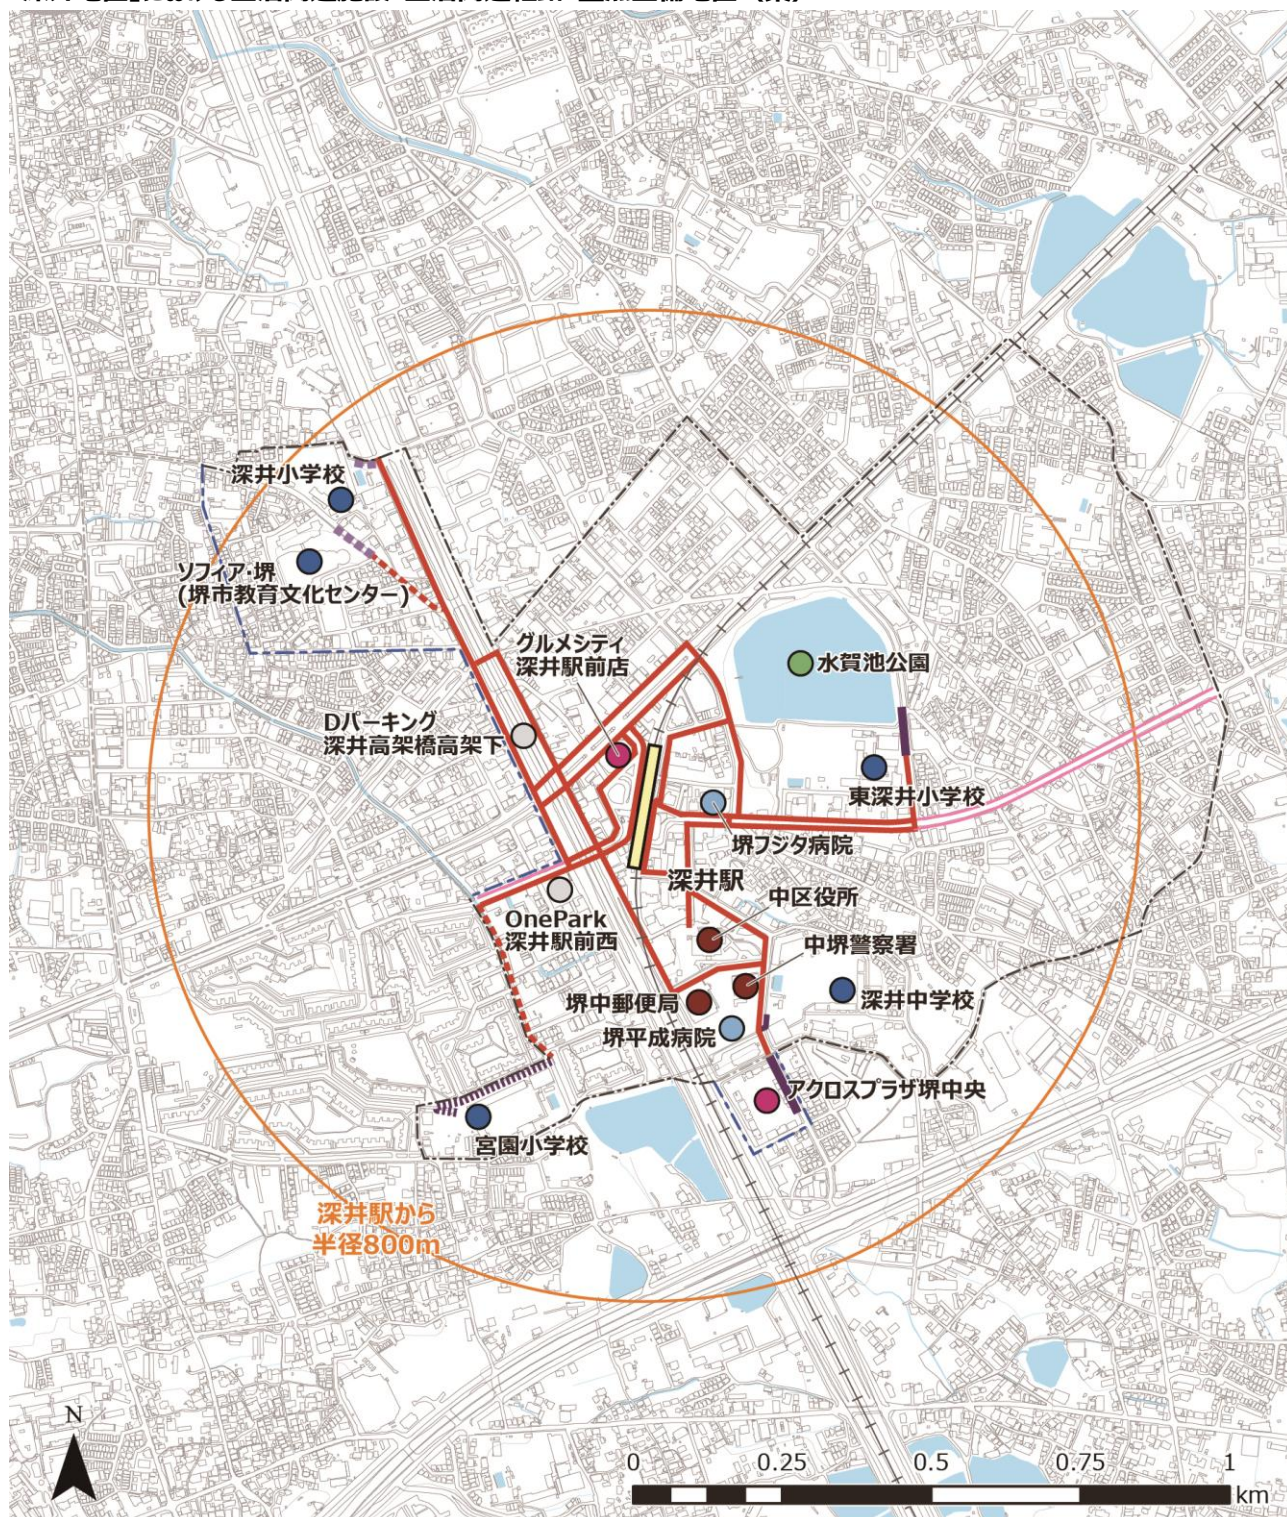 深井小学校
ソフィア・堺
(堺市教育文化センター)
グルメシティ
深井駅前店
水賀池公園
Dパーキング
深井高架橋高架下
東深井小学校
堺フジタ病院
深井駅
中区役所
OnePark
深井駅前西
中堺警察署
堺中郵便局
深井中学校
堺平成病院
アクロスプラザ堺中央
宮園小学校
深井駅から
半径800m
N
0 0.25 0.5 0.75 1
km